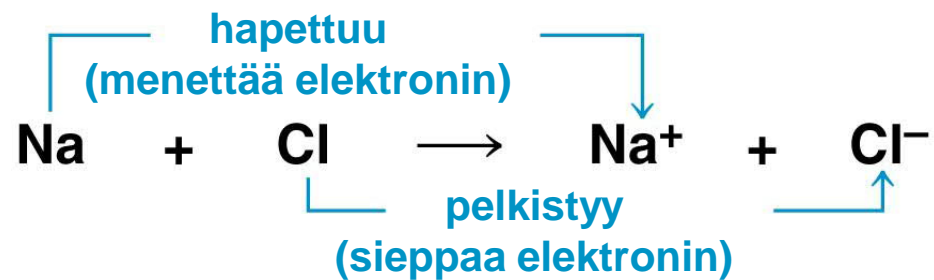 hapettuu
(menettää elektronin)
Na + Cl → Na⁺ + Cl⁻
pelkistyy
(sieppaa elektronin)